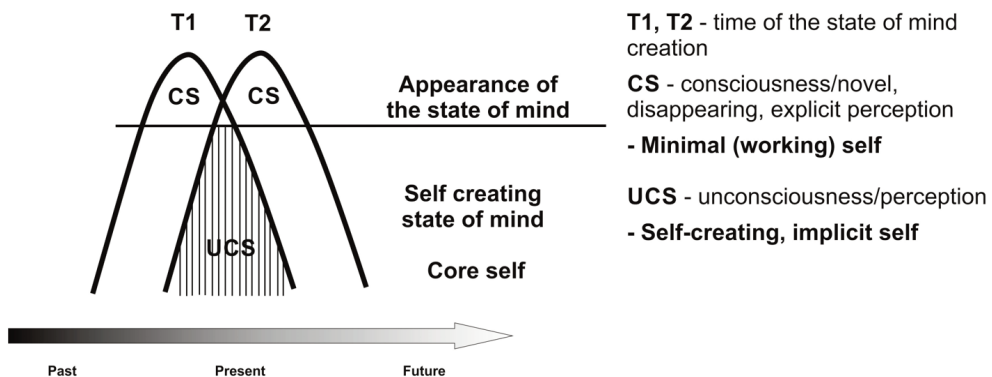 T1 T2
CS CS
UCS
Appearance of
the state of mind
Self creating
state of mind
Core self
Past Present Future
T1, T2 - time of the state of mind
creation
CS - consciousness/novel,
disappearing, explicit perception
- Minimal (working) self
UCS - unconsciousness/perception
- Self-creating, implicit self